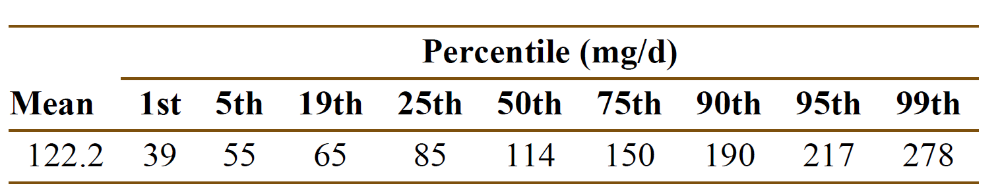 Percentile (mg/d)
Mean 1st 5th 19th 25th 50th 75th 90th 95th 99th
122.2 39 55 65 85 114 150 190 217 278